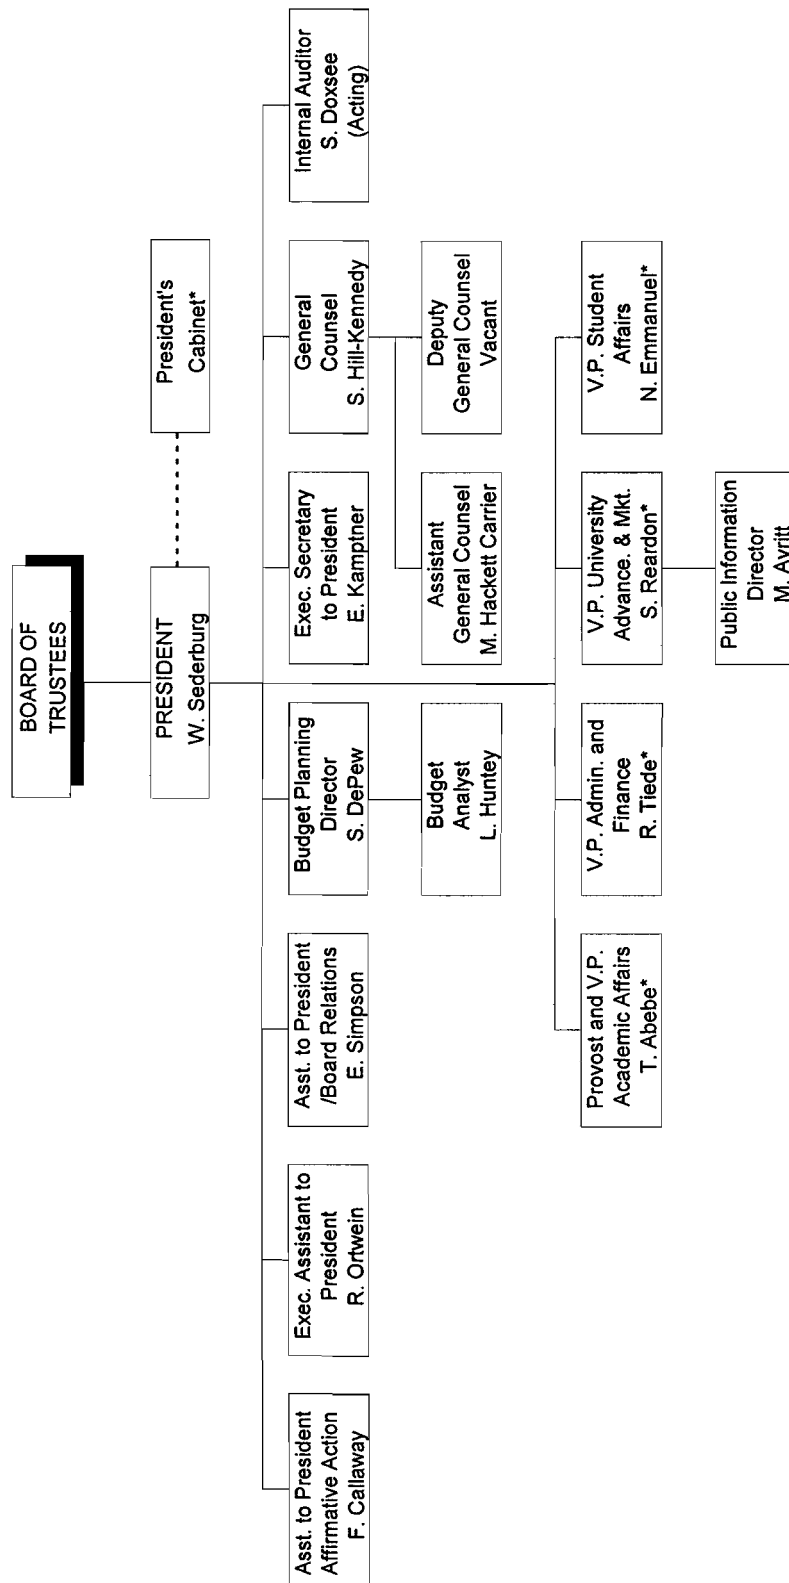 BOARD OF
TRUSTEES
PRESIDENT
W. Sederburg
President's
Cabinet*
Asst. to President
Affirmative Action
F. Callaway
Exec. Assistant to
President
R. Ortwein
Asst. to President
/Board Relations
E. Simpson
Budget Planning
Director
S. DePew
Exec. Secretary
to President
E. Kamptner
General
Counsel
S. Hill-Kennedy
Internal Auditor
S. Doxsee
(Acting)
Budget
Analyst
L. Huntey
Assistant
General Counsel
M. Hackett Carrier
Deputy
General Counsel
Vacant
Provost and V.P.
Academic Affairs
T. Abebe*
V.P. Admin. and
Finance
R. Tiede*
V.P. University
Advance. & Mkt.
S. Reardon*
V.P. Student
Affairs
N. Emmanuel*
Public Information
Director
M. Avritt